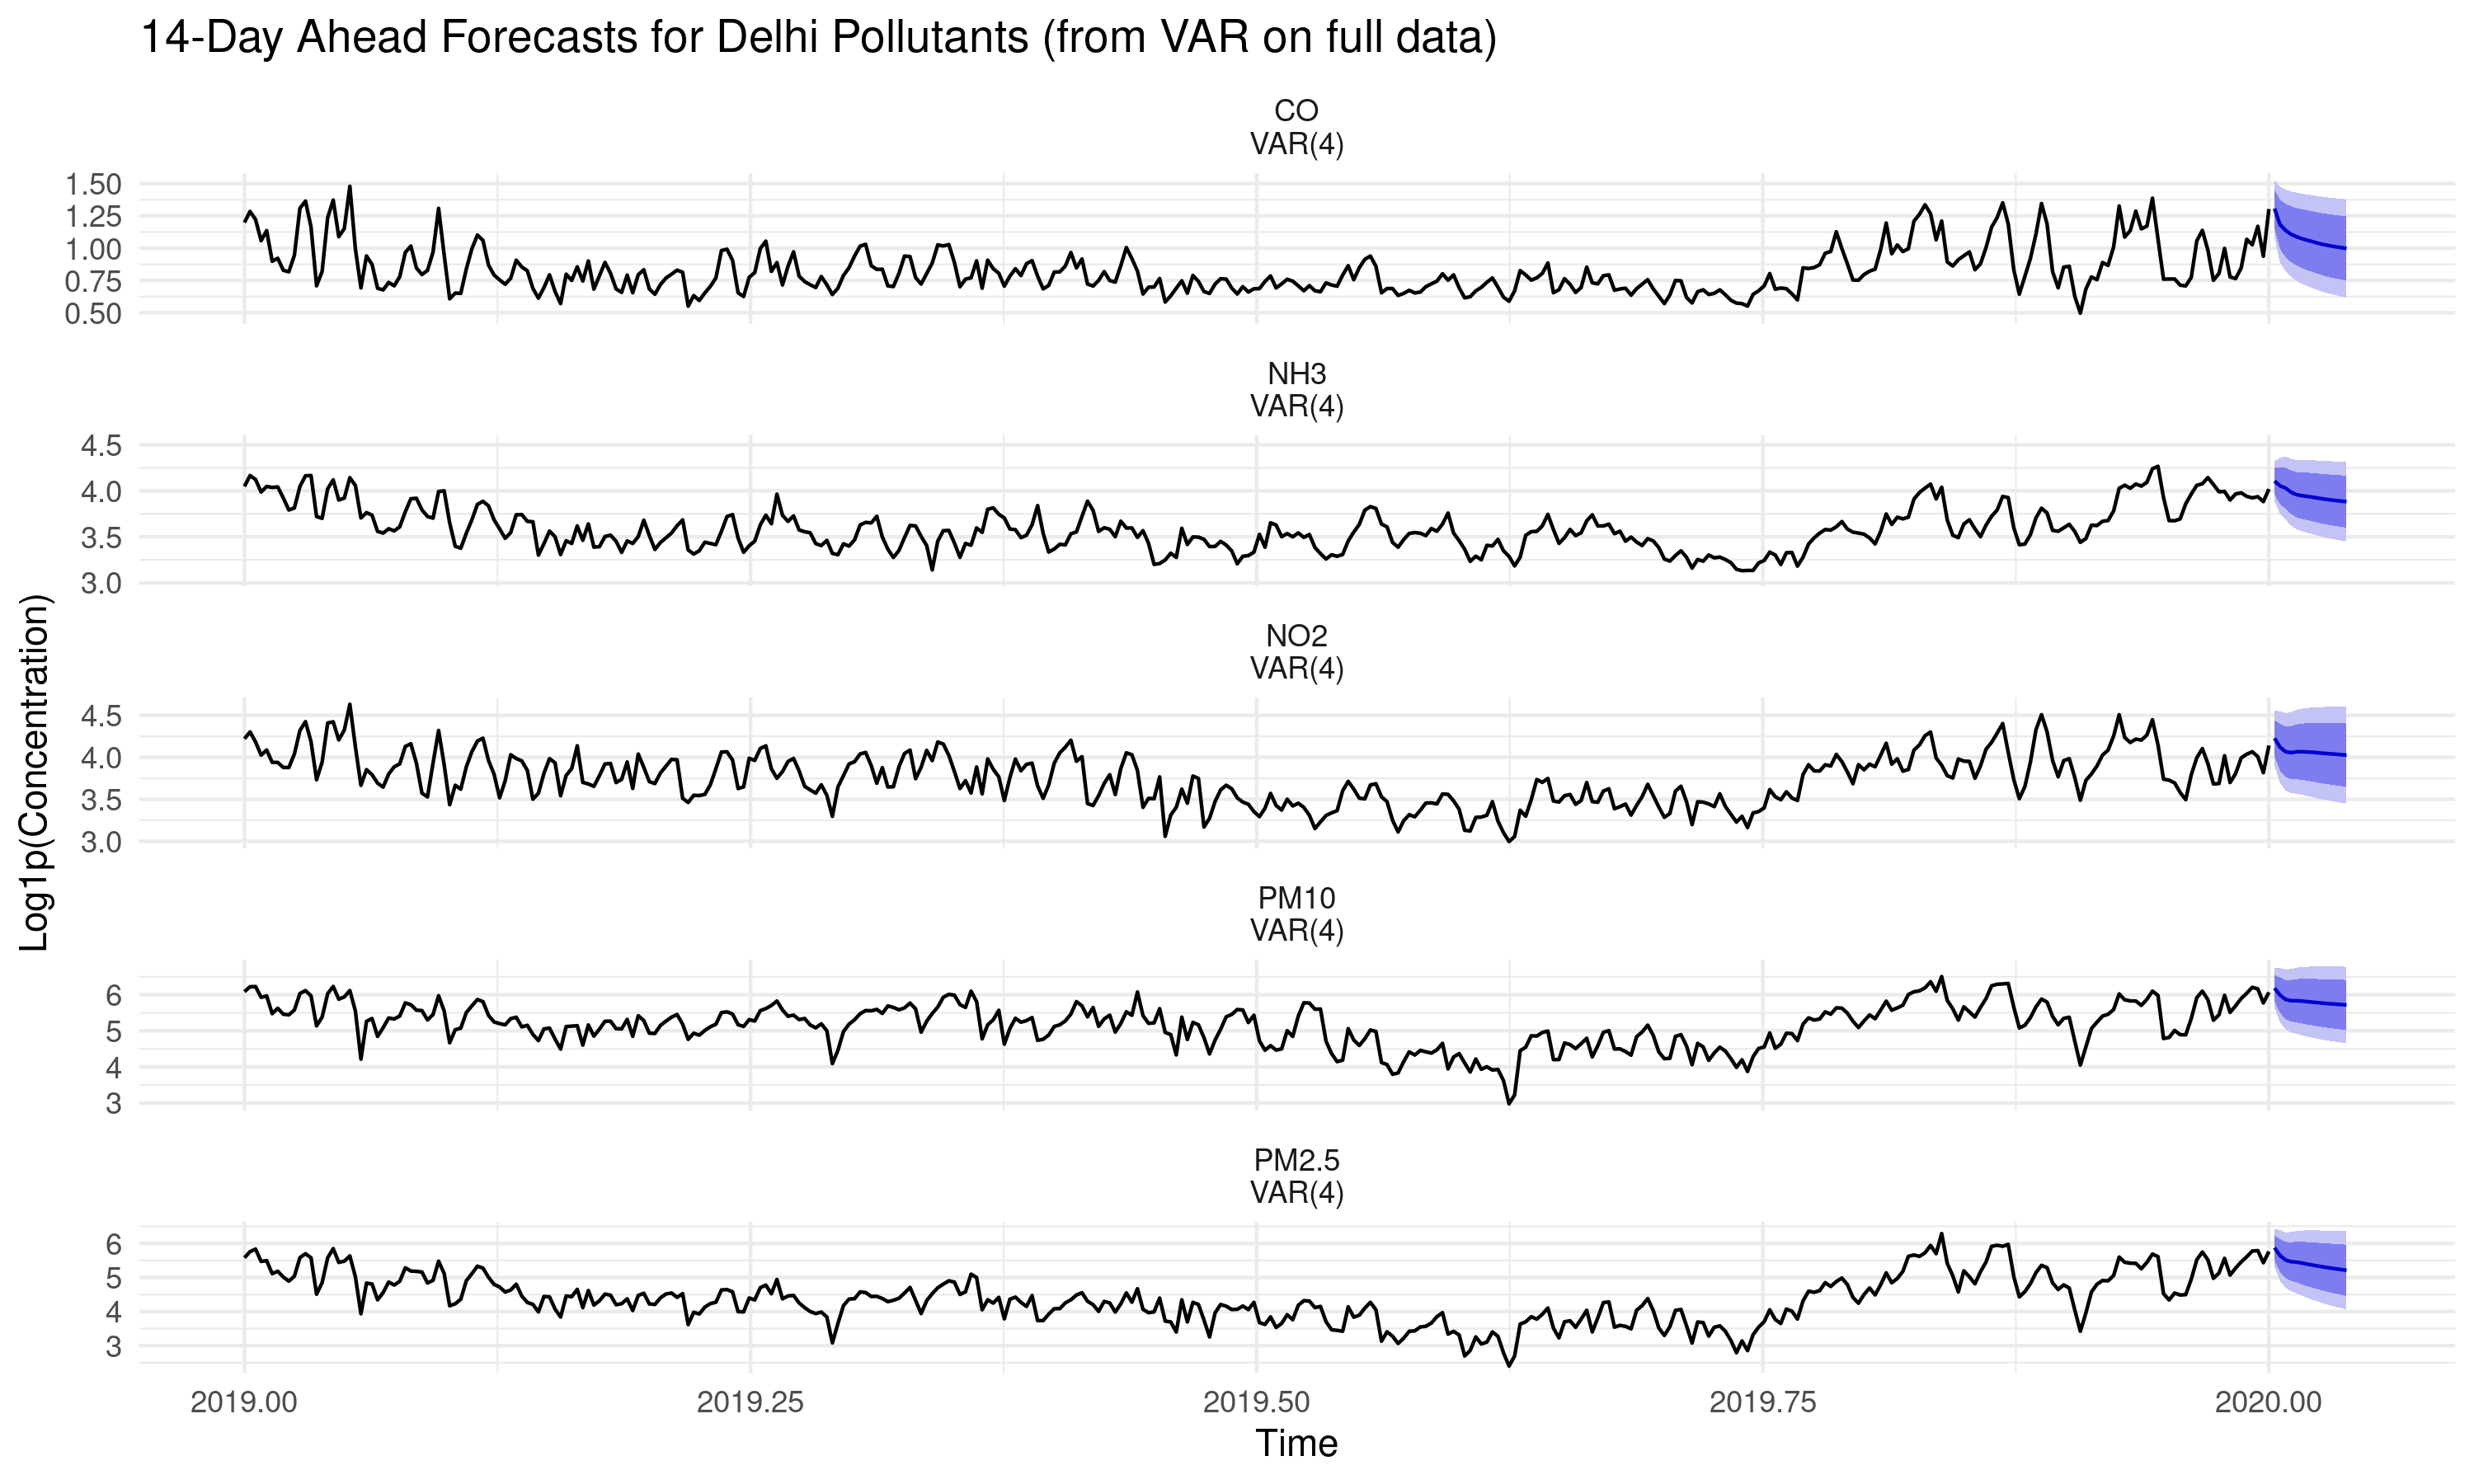 14-Day Ahead Forecasts for Delhi Pollutants (from VAR on full data)
CO
VAR(4)
1.50
1.25
1.00
0.75
0.50
NH3
VAR(4)
4.5
4.0
3.5
3.0
NO2
VAR(4)
4.5
4.0
3.5
3.0
PM10
VAR(4)
6
5
4
3
PM2.5
VAR(4)
6
5
4
3
Log1p(Concentration)
2019.00 2019.25 2019.50 2019.75 2020.00
Time